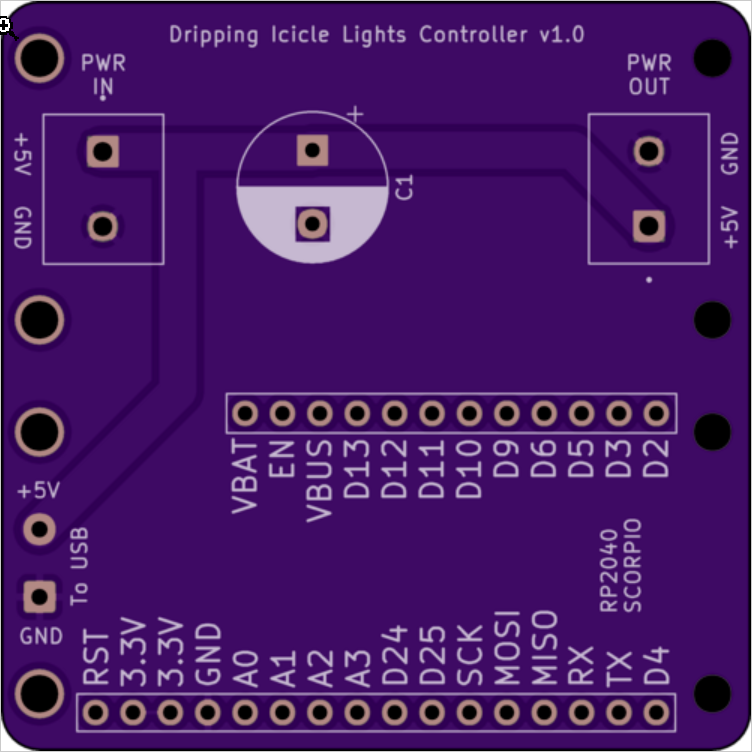 Dripping Icicle Lights Controller v1.0
PWR
IN
PWR
OUT
+5V
GND
+
C1
GND
+5V
VBAT
EN
VBUS
D13
D12
D11
D10
D9
D6
D5
D3
D2
+5V
To USB
GND
RP2040
SCORPIO
RST
3.3V
3.3V
GND
A0
A1
A2
A3
D24
D25
SCK
MOSI
MISO
RX
TX
D4